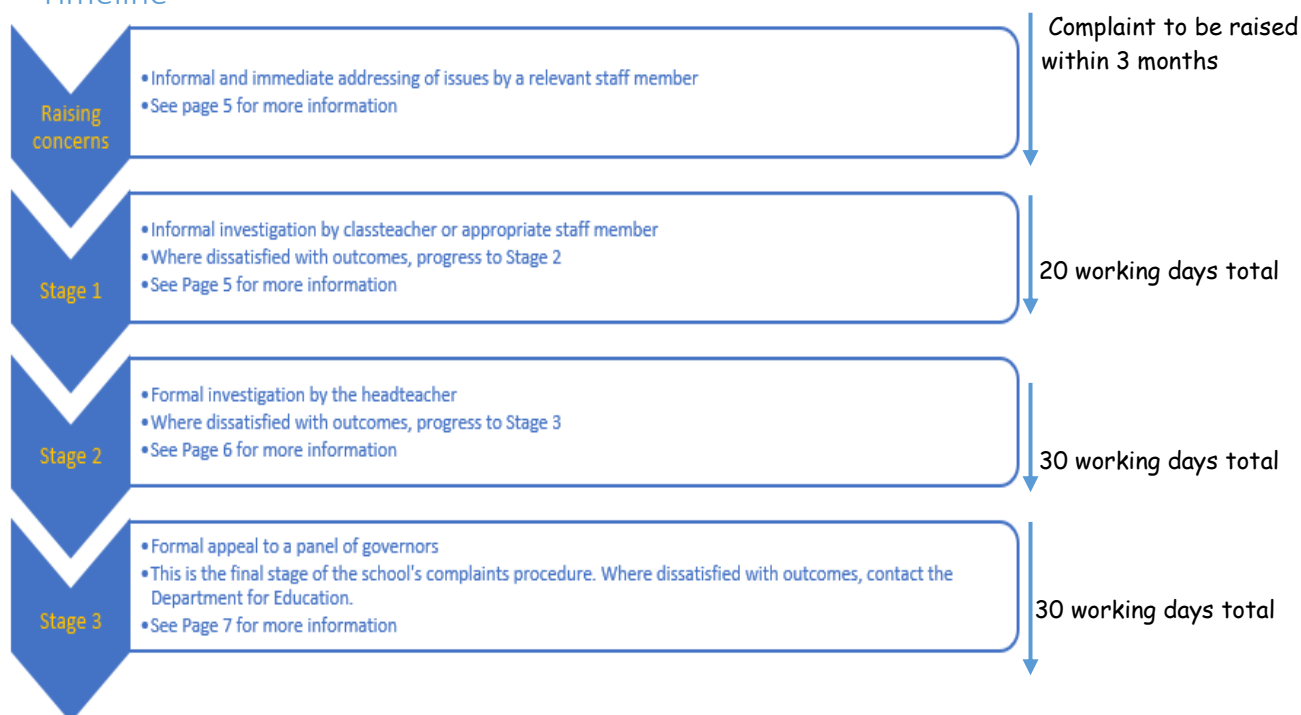 Timeline
Complaint to be raised
within 3 months
Raising
concerns
•Informal and immediate addressing of issues by a relevant staff member
•See page 5 for more information
Stage 1
•Informal investigation by classteacher or appropriate staff member
•Where dissatisfied with outcomes, progress to Stage 2
•See Page 5 for more information
20 working days total
Stage 2
•Formal investigation by the headteacher
•Where dissatisfied with outcomes, progress to Stage 3
•See Page 6 for more information
30 working days total
Stage 3
•Formal appeal to a panel of governors
•This is the final stage of the school's complaints procedure. Where dissatisfied with outcomes, contact the
Department for Education.
•See Page 7 for more information
30 working days total